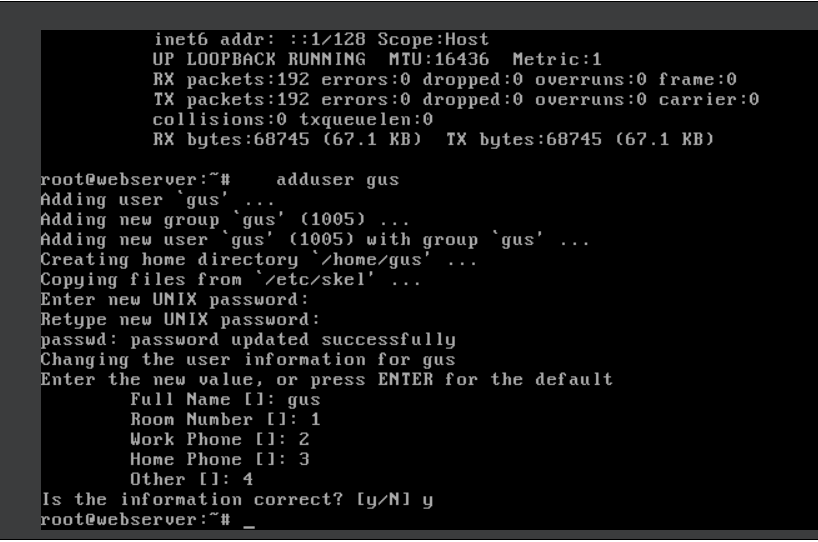 inet6 addr: ::1/128 Scope:Host
UP LOOPBACK RUNNING  MTU:16436  Metric:1
RX packets:192 errors:0 dropped:0 overruns:0 frame:0
TX packets:192 errors:0 dropped:0 overruns:0 carrier:0
collisions:0 txqueuelen:0
RX bytes:68745 (67.1 KB)  TX bytes:68745 (67.1 KB)
root@webserver:~#    adduser gus
Adding user `gus' ...
Adding new group `gus' (1005) ...
Adding new user `gus' (1005) with group `gus' ...
Creating home directory `/home/gus' ...
Copying files from `/etc/skel' ...
Enter new UNIX password:
Retype new UNIX password:
passwd: password updated successfully
Changing the user information for gus
Enter the new value, or press ENTER for the default
Full Name []: gus
Room Number []: 1
Work Phone []: 2
Home Phone []: 3
Other []: 4
Is the information correct? [y/N] y
root@webserver:~# _